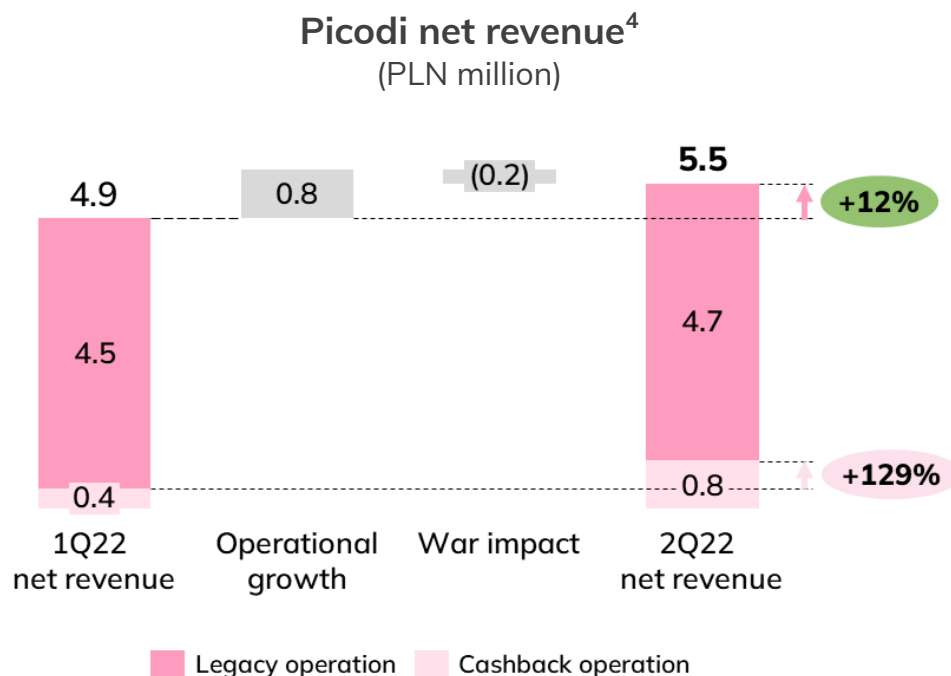 Picodi net revenue⁴
(PLN million)
4.9
0.8
(0.2)
5.5
+12%
4.5
4.7
0.4
0.8
+129%
1Q22
net revenue
Operational
growth
War impact
2Q22
net revenue
Legacy operation
Cashback operation